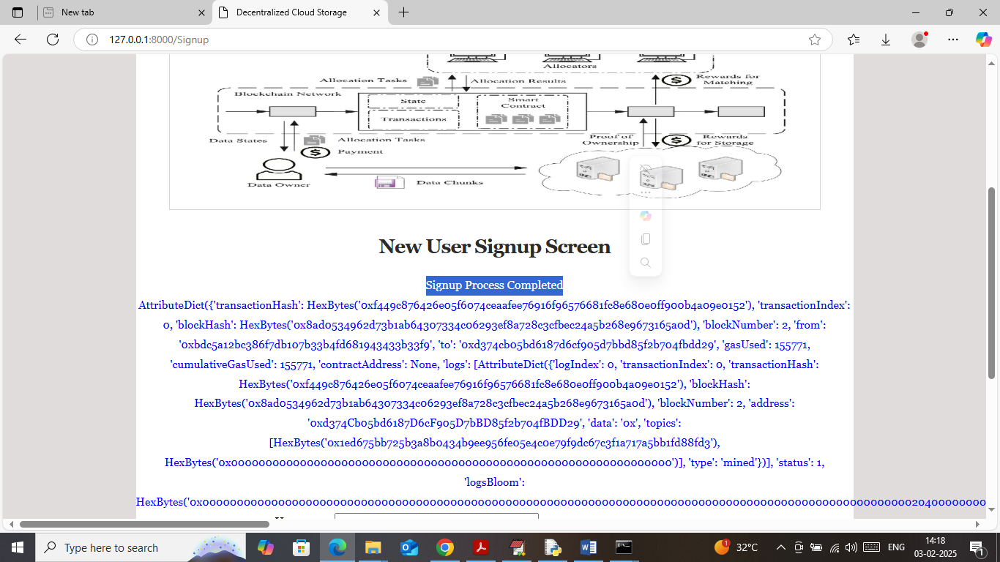 New tab
Decentralized Cloud Storage
127.0.0.1:8000/Signup
Allocators
Allocation Tasks
Allocation Results
Rewards for
Matching
Blockchain Network
State
Transactions
Smart
Contract
Data States
Allocation Tasks
Payment
Proof of
Ownership
Rewards
for Storage
Data Owner
Data Chunks
New User Signup Screen
Signup Process Completed
AttributeDict({'transactionHash': HexBytes('0xf449c876426e05f6074ceaafee76916f96576681fc8e680e0ff900b4a09e0152'), 'transactionIndex':
0, 'blockHash': HexBytes('0x8ad0534962d73b1ab64307334c06293ef8a728c3cfbec24a5b268e9673165a0d'), 'blockNumber': 2, 'from':
'0xbdc5a12bc386f7db107b33b4fd681943433b33f9', 'to': '0xd374cb05bd6187d6cf905d7bbd85f2b704fbdd29', 'gasUsed': 155771,
'cumulativeGasUsed': 155771, 'contractAddress': None, 'logs': [AttributeDict({'logIndex': 0, 'transactionIndex': 0, 'transactionHash':
HexBytes('0xf449c876426e05f6074ceaafee76916f96576681fc8e680e0ff900b4a09e0152'), 'blockHash':
HexBytes('0x8ad0534962d73b1ab64307334c06293ef8a728c3cfbec24a5b268e9673165a0d'), 'blockNumber': 2, 'address':
'0xd374Cb05bd6187D6cF905D7bBD85f2b704fBDD29', 'data': '0x', 'topics':
[HexBytes('0x1ed675bb725b3a8b0434b9ee956fe05e4c0e79f9dc67c3f1a717a5bb1fd88fd3'),
HexBytes('0x0000000000000000000000000000000000000000000000000000000000000000')], 'type': 'mined'})], 'status': 1,
'logsBloom':
Type here to search
32°C
ENG
14:18
03-02-2025
1